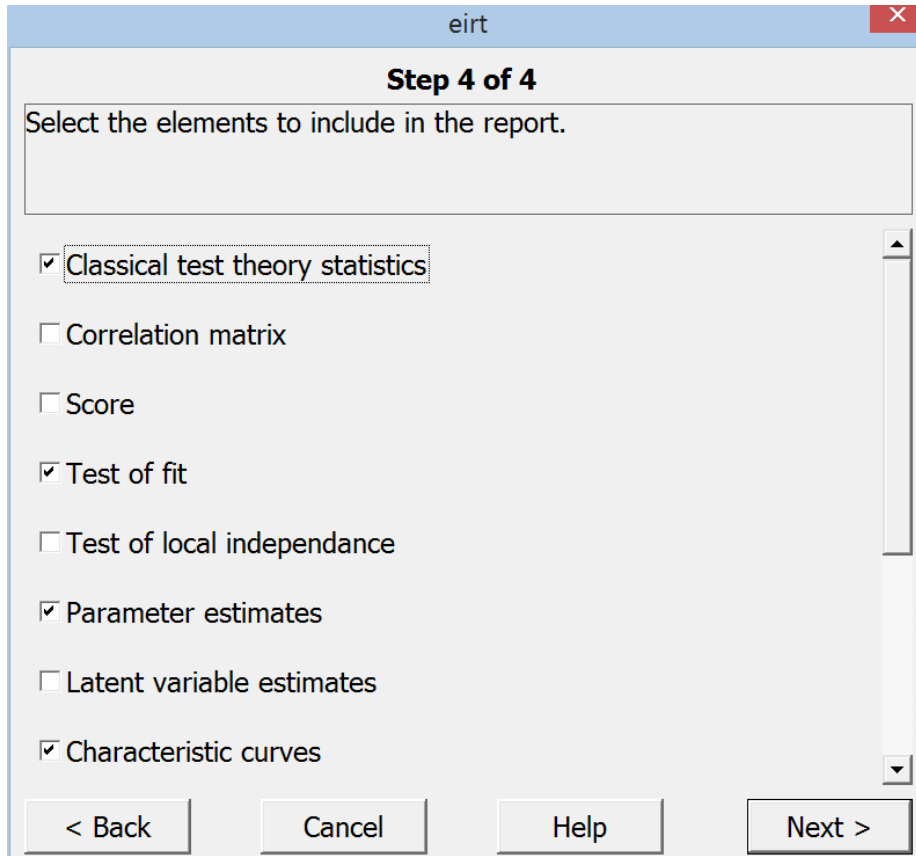 eirt
Step 4 of 4
Select the elements to include in the report.
Classical test theory statistics
Correlation matrix
Score
Test of fit
Test of local independance
Parameter estimates
Latent variable estimates
Characteristic curves
< Back Cancel Help Next >